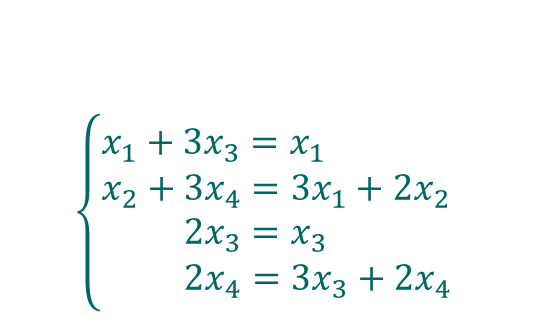 x₁ + 3x₃ = x₁
x₂ + 3x₄ = 3x₁ + 2x₂
2x₃ = x₃
2x₄ = 3x₃ + 2x₄